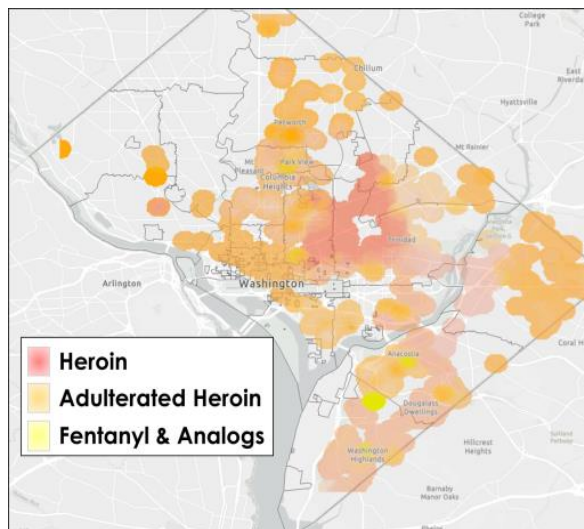 College Park
Chillum
East Riverdale
Hyattsville
Petworth
Mt Rainier
Mt Pleasant
Park View
Columbia Heights
Trinidad
Arlington
Washington
Coral H
Anacostia
Heroin
Adulterated Heroin
Fentanyl & Analogs
Douglass Dwellings
Washington Highlands
Hillcrest Heights
Barnaby Manor Oaks